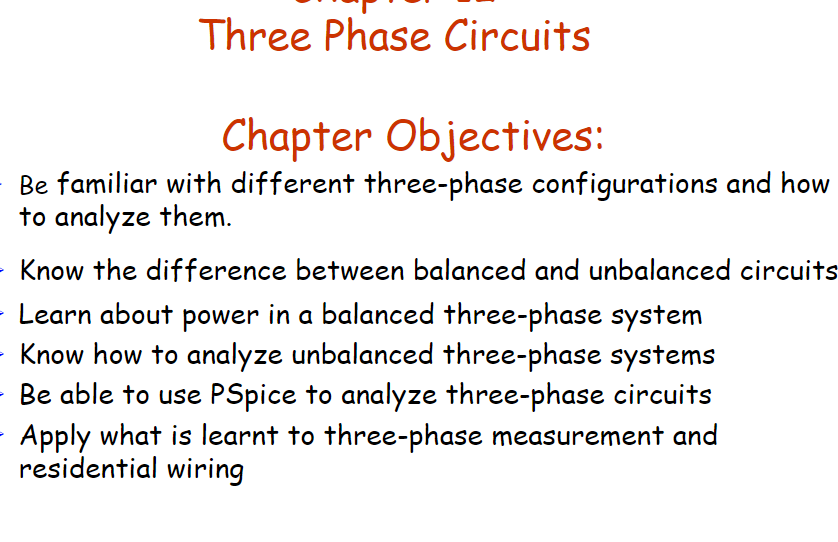 Three Phase Circuits
Chapter Objectives:
Be familiar with different three-phase configurations and how
to analyze them.
Know the difference between balanced and unbalanced circuits
Learn about power in a balanced three-phase system
Know how to analyze unbalanced three-phase systems
Be able to use PSpice to analyze three-phase circuits
Apply what is learnt to three-phase measurement and
residential wiring